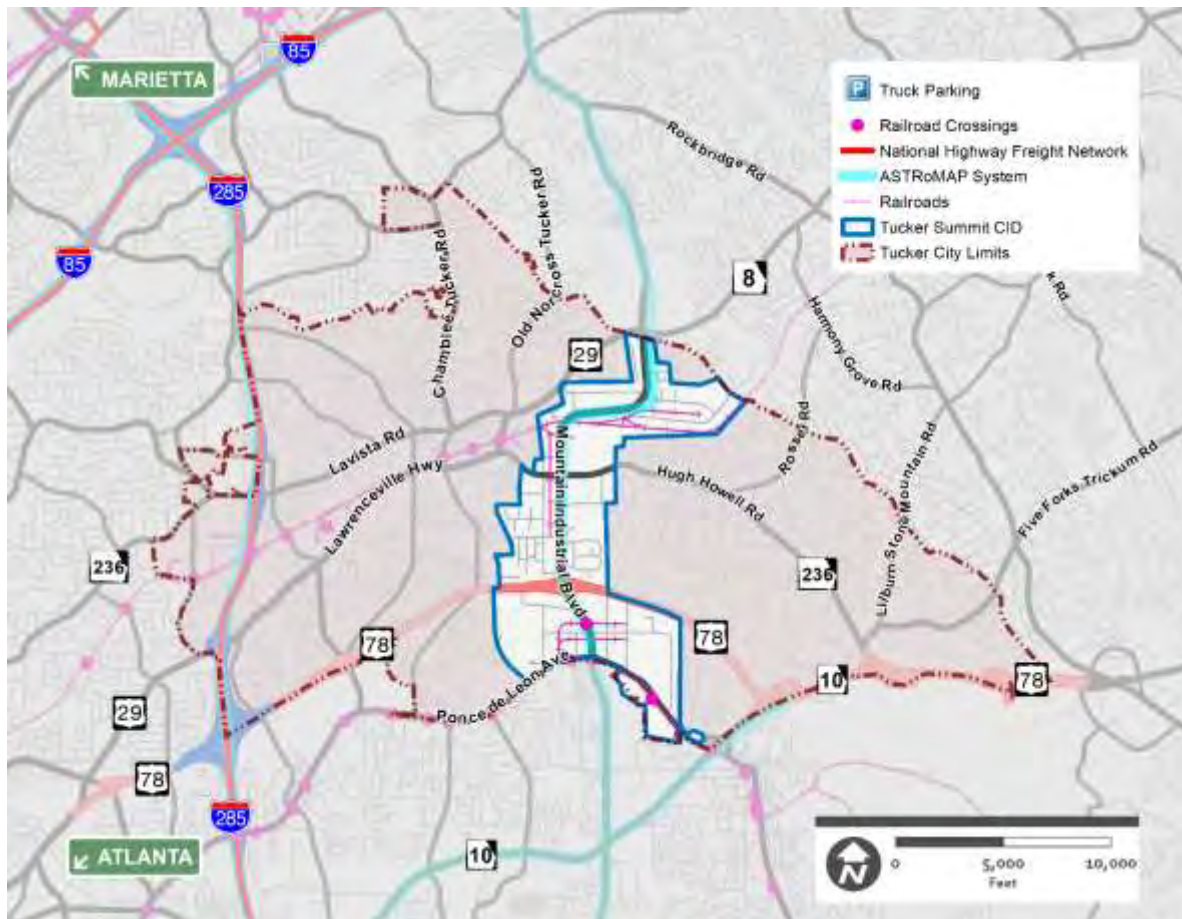 85
MARIETTA
Truck Parking
Railroad Crossings
National Highway Freight Network
ASTRoMAP System
Railroads
Tucker Summit CID
Tucker City Limits
P
Rockbridge Rd
285
85
Chamblee Tucker Rd
Old Norcross Tucker Rd
8
k Rd
Harmony Grove Rd
29
Rosser Rd
Lavista Rd
Lawrenceville Hwy
Mountainindustrial Blvd
Hugh Howell Rd
Lilburn Stone Mountain Rd
Five Forks Trickum Rd
236
236
78
78
78
10
Ponce de Leon Ave
29
78
285
ATLANTA
10
N
0
5,000
10,000
Feet